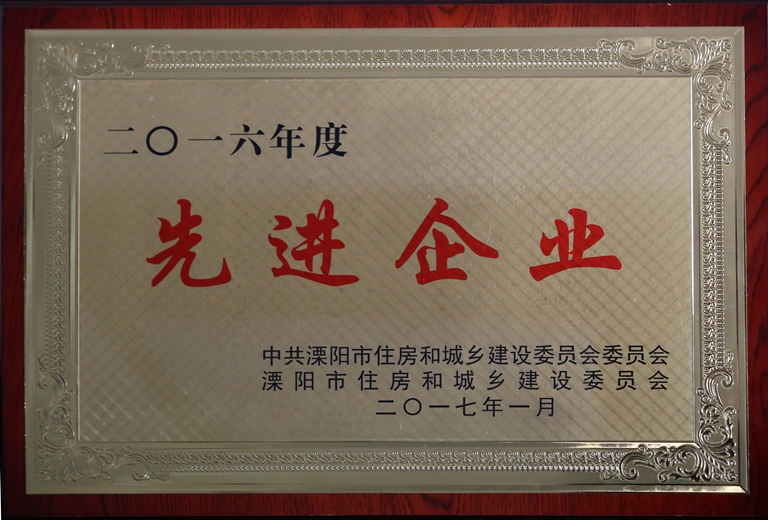 二〇一六年度
先进企业
中共溧阳市住房和城乡建设委员会委员会
溧阳市住房和城乡建设委员会
二〇一七年一月